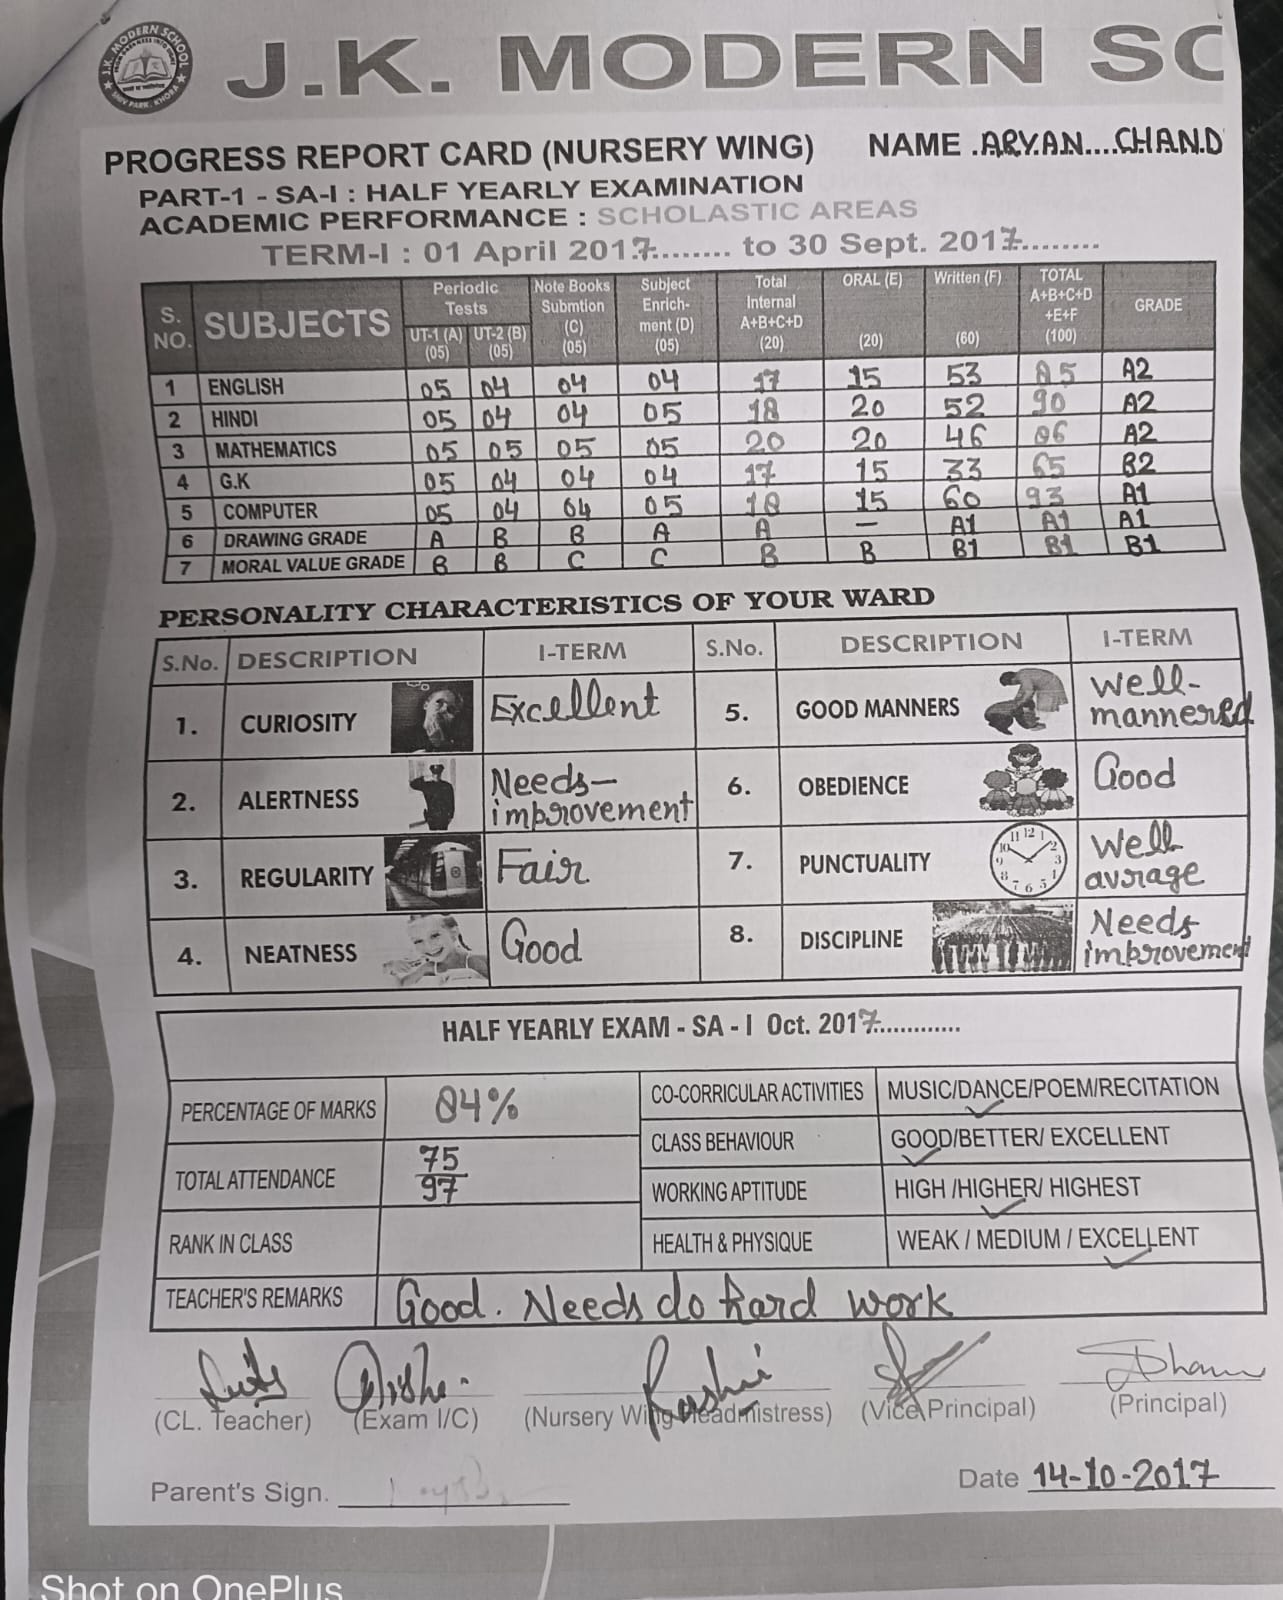 J.K. MODERN SCHOOL
SHIV PARK, KHORA
J.K. MODERN SC
PROGRESS REPORT CARD (NURSERY WING) NAME .ARYAN....CHAND
PART-1 - SA-I : HALF YEARLY EXAMINATION
ACADEMIC PERFORMANCE : SCHOLASTIC AREAS
TERM-I : 01 April 2017......... to 30 Sept. 2017.........
S. NO. SUBJECTS Periodic Tests UT-1 (A) (05) UT-2 (B) (05) Note Books Submtion (C) (05) Subject Enrich-ment (D) (05) Total Internal A+B+C+D (20) ORAL (E) (20) Written (F) (60) TOTAL A+B+C+D +E+F (100) GRADE
1 ENGLISH 05 04 04 04 17 15 53 85 A2
2 HINDI 05 04 04 05 18 20 52 90 A2
3 MATHEMATICS 05 05 05 05 20 20 46 86 A2
4 G.K 05 04 04 04 17 15 33 65 B2
5 COMPUTER 05 04 04 05 18 15 60 93 A1
6 DRAWING GRADE A B B A A — A1 A1 A1
7 MORAL VALUE GRADE B B C C B B B1 B1 B1
PERSONALITY CHARACTERISTICS OF YOUR WARD
S.No. DESCRIPTION I-TERM S.No. DESCRIPTION I-TERM
1. CURIOSITY Excellent 5. GOOD MANNERS Well-mannered
2. ALERTNESS Needs-improvement 6. OBEDIENCE Good
3. REGULARITY Fair 7. PUNCTUALITY Well avrage
4. NEATNESS Good 8. DISCIPLINE Needs improvement
HALF YEARLY EXAM - SA - I Oct. 2017.............
PERCENTAGE OF MARKS 84% CO-CORRICULAR ACTIVITIES MUSIC/DANCE/POEM/RECITATION
CLASS BEHAVIOUR GOOD/BETTER/ EXCELLENT
TOTAL ATTENDANCE 75/97 WORKING APTITUDE HIGH /HIGHER/ HIGHEST
RANK IN CLASS HEALTH & PHYSIQUE WEAK / MEDIUM / EXCELLENT
TEACHER'S REMARKS Good. Needs do hard work
(CL. Teacher) (Exam I/C) (Nursery Wing Headmistress) (Vice Principal) (Principal)
Parent's Sign. Date 14-10-2017
Shot on OnePlus